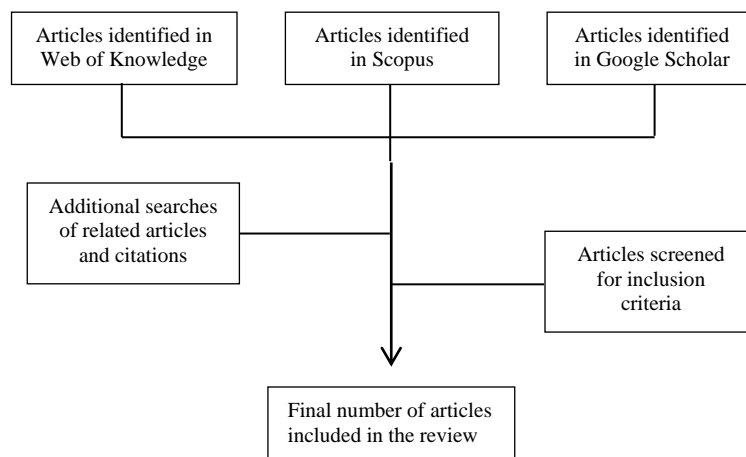 Articles identified in
Web of Knowledge
Articles identified
in Scopus
Articles identified
in Google Scholar
Additional searches
of related articles
and citations
Articles screened
for inclusion
criteria
Final number of articles
included in the review